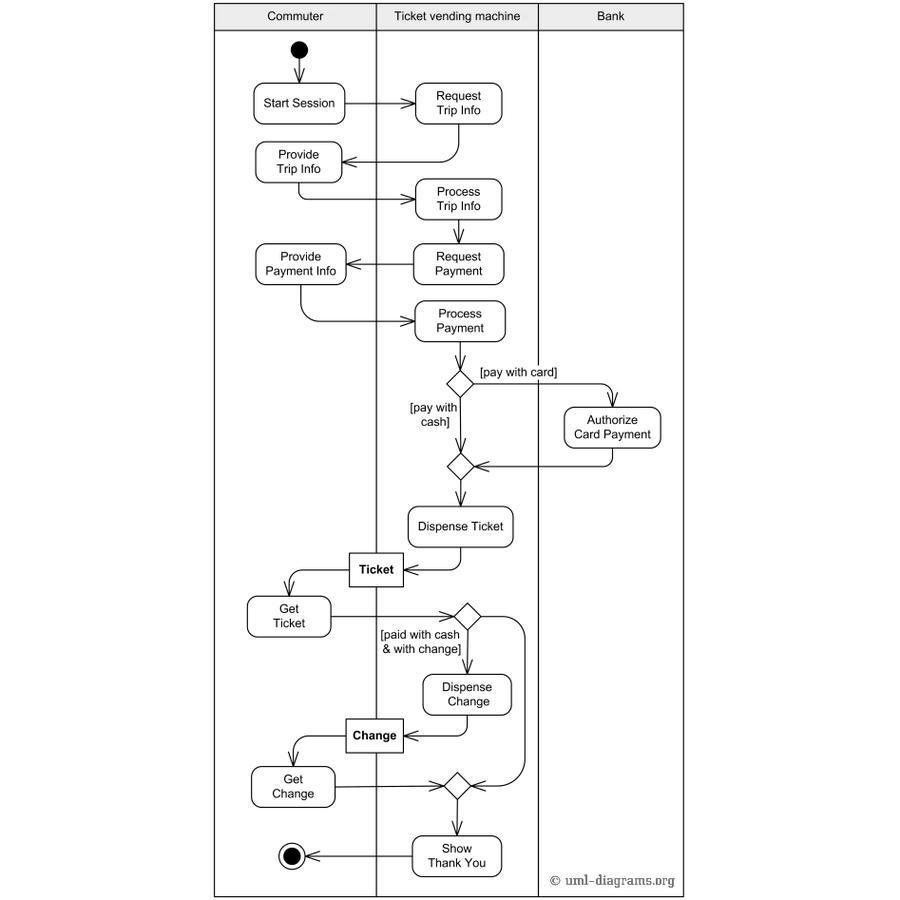 Commuter
Ticket vending machine
Bank
Start Session
Request
Trip Info
Provide
Trip Info
Process
Trip Info
Provide
Payment Info
Request
Payment
Process
Payment
[pay with card]
[pay with
cash]
Authorize
Card Payment
Dispense Ticket
Ticket
Get
Ticket
[paid with cash
& with change]
Dispense
Change
Change
Get
Change
Show
Thank You
© uml-diagrams.org